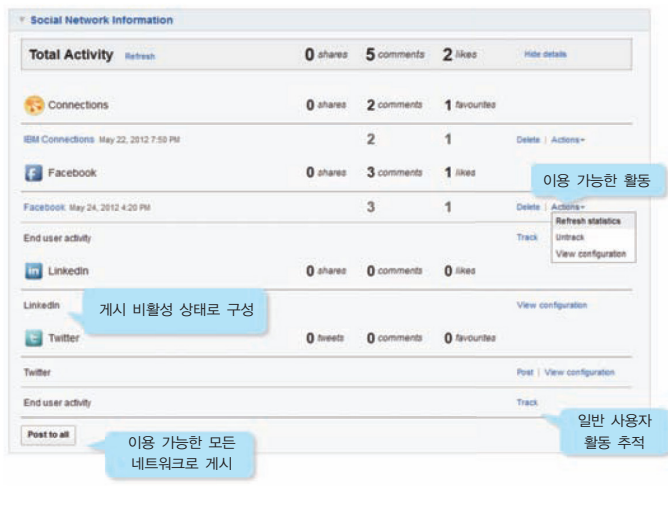 Social Network Information
Total Activity Refresh 0 shares 5 comments 2 likes Hide details
Connections 0 shares 2 comments 1 favourites
IBM Connections May 22, 2012 7:50 PM 2 1 Delete | Actions
Facebook 0 shares 3 comments 1 likes
이용 가능한 활동
Facebook May 24, 2012 4:20 PM 3 1 Delete | Actions
Refresh statistics
End user activity Track Untrack
View configuration
LinkedIn 0 shares 0 comments 0 likes
LinkedIn View configuration
게시 비활성 상태로 구성
Twitter 0 tweets 0 comments 0 favourites
Twitter Post | View configuration
End user activity Track
일반 사용자
활동 추적
Post to all
이용 가능한 모든
네트워크로 게시